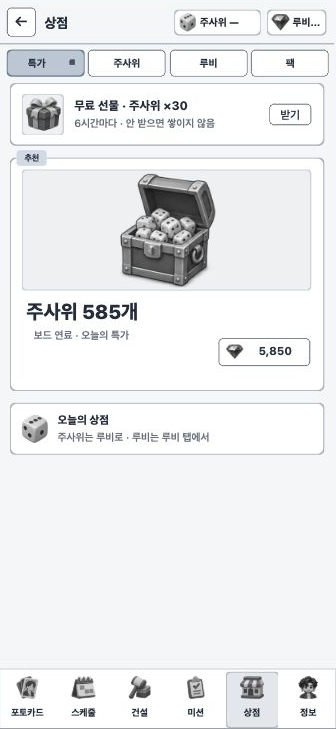 상점
주사위 —
루비...
특가
주사위
루비
팩
무료 선물 · 주사위 ×30
6시간마다 · 안 받으면 쌓이지 않음
받기
추천
주사위 585개
보드 연료 · 오늘의 특가
5,850
오늘의 상점
주사위는 루비로 · 루비는 루비 탭에서
포토카드
스케줄
건설
미션
상점
정보